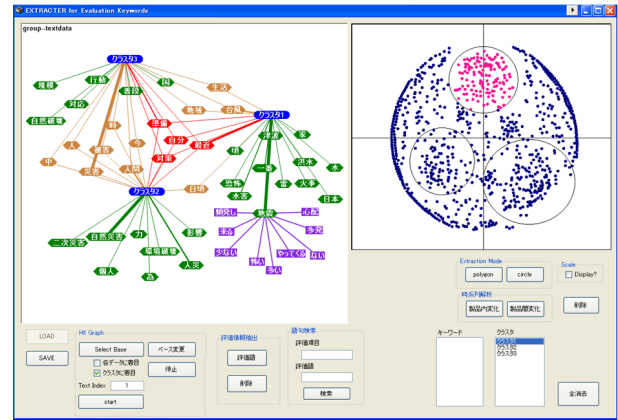 EXTRACTER for Evaluation Keywords
group--textdata
クラスタ3
規模
行動
普段
国
生活
対応
自然破壊
準備
晩場
台風
クラスタ1
時
自分
最近
津波
家
人
被害
今
頃
一番
洪水
水
中
災害
人間
対策
恐怖
雷
火事
クラスタ2
日頃
水害
日本
地震
頻発し
心配
二次災害
自然災害
力
影響
来る
多発
環境破壊
少ない
怖い
やってくる
ない
個人
為
人災
多い
Extraction Mode
polygon
circle
Scale
Display?
時系列解析
製品内変化
製品間変化
削除
LOAD
SAVE
HK Graph
Select Base
ベース変更
各データに着目
クラスタに着目
停止
Text Index
1
start
評価情報抽出
評価語
削除
語句検索
評価項目
評価語
検索
キーワード
クラスタ
クラスタ1
クラスタ2
クラスタ3
全消去